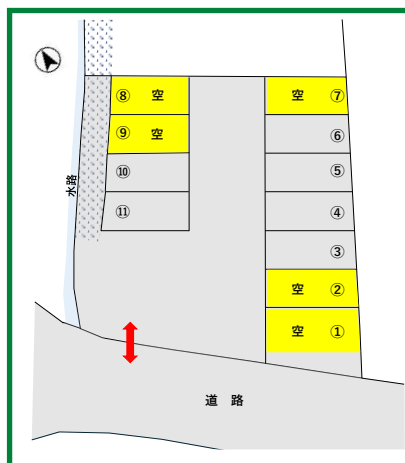 ⑧ 空
空 ⑦
⑨ 空
⑥
⑩
⑤
水路
⑪
④
③
空 ②
空 ①
道 路